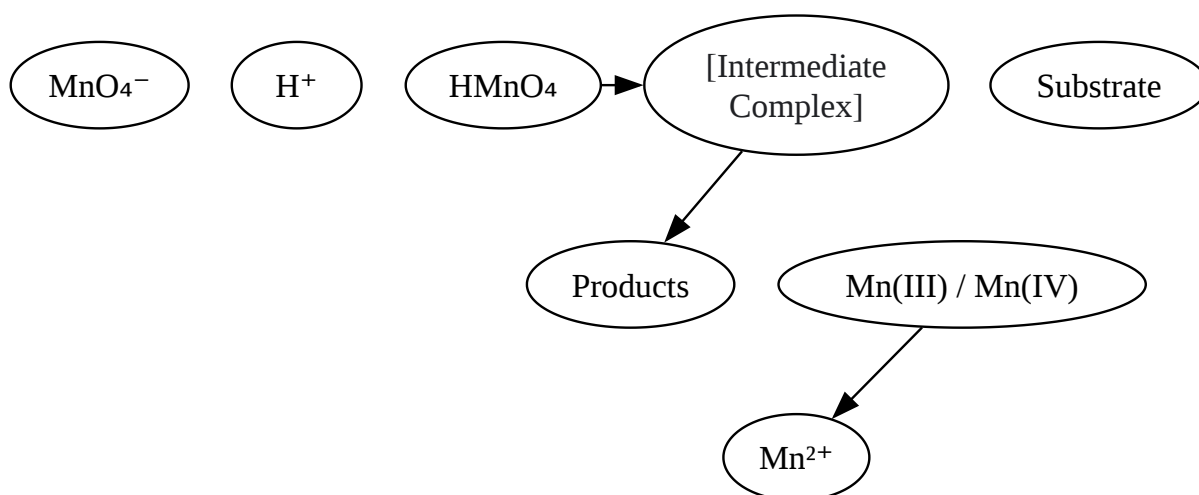 MnO₄⁻
H⁺
HMnO₄
[Intermediate
Complex]
Substrate
Products
Mn(III) / Mn(IV)
Mn²⁺